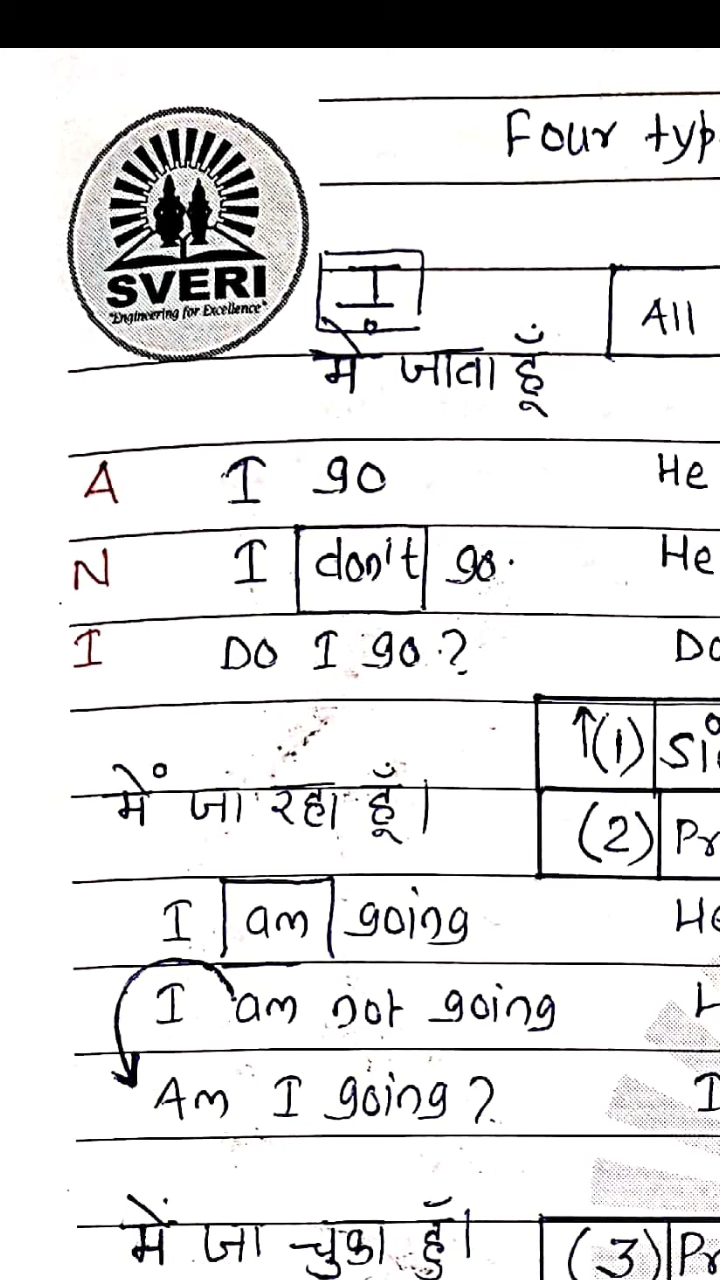 Four typ
SVERI
"Engineering for Excellence"
I
All
में जाता हूँ
A I go He
N I don't go. He
I Do I go ? Do
(1)
में जा रहा हूँ।
(2) Pr
I am going He
I am not going
Am I going ? I
में जा चुका हुँ।
(3) Pr